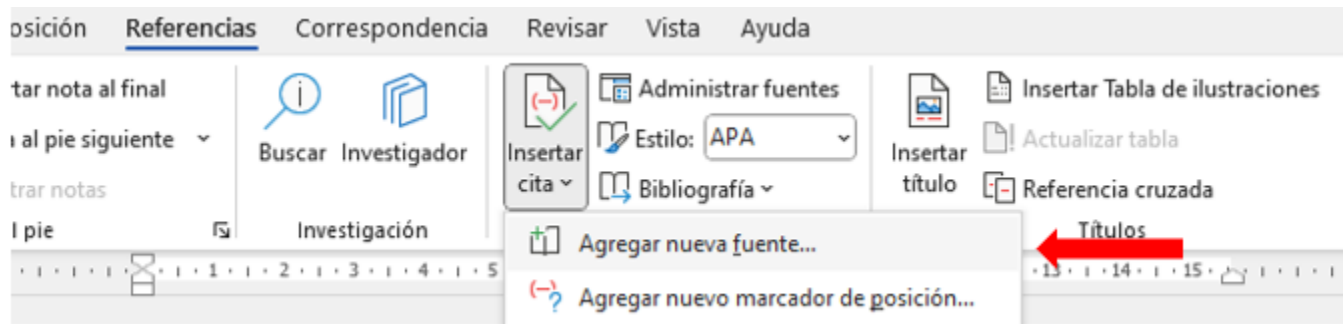 osición Referencias Correspondencia Revisar Vista Ayuda
tar nota al final
al pie siguiente
trar notas
l pie
Buscar Investigador
Investigación
Insertar
cita
Administrar fuentes
Estilo: APA
Bibliografía
Insertar
título
Insertar Tabla de ilustraciones
Actualizar tabla
Referencia cruzada
Títulos
Agregar nueva fuente...
Agregar nuevo marcador de posición...
1 2 3 4 5 13 14 15